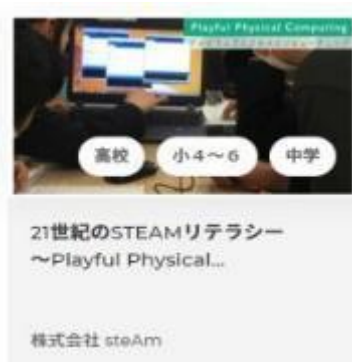 Playful Physical Computing
高校
小4～6
中学
21世紀のSTEAMリテラシー
～Playful Physical...
株式会社 steAm